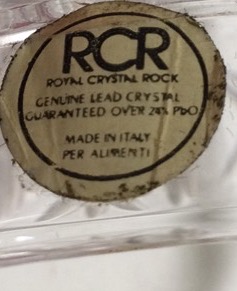 RCR
ROYAL CRYSTAL ROCK
GENUINE LEAD CRYSTAL
GUARANTEED OVER 24% PbO
MADE IN ITALY
PER ALIMENTI